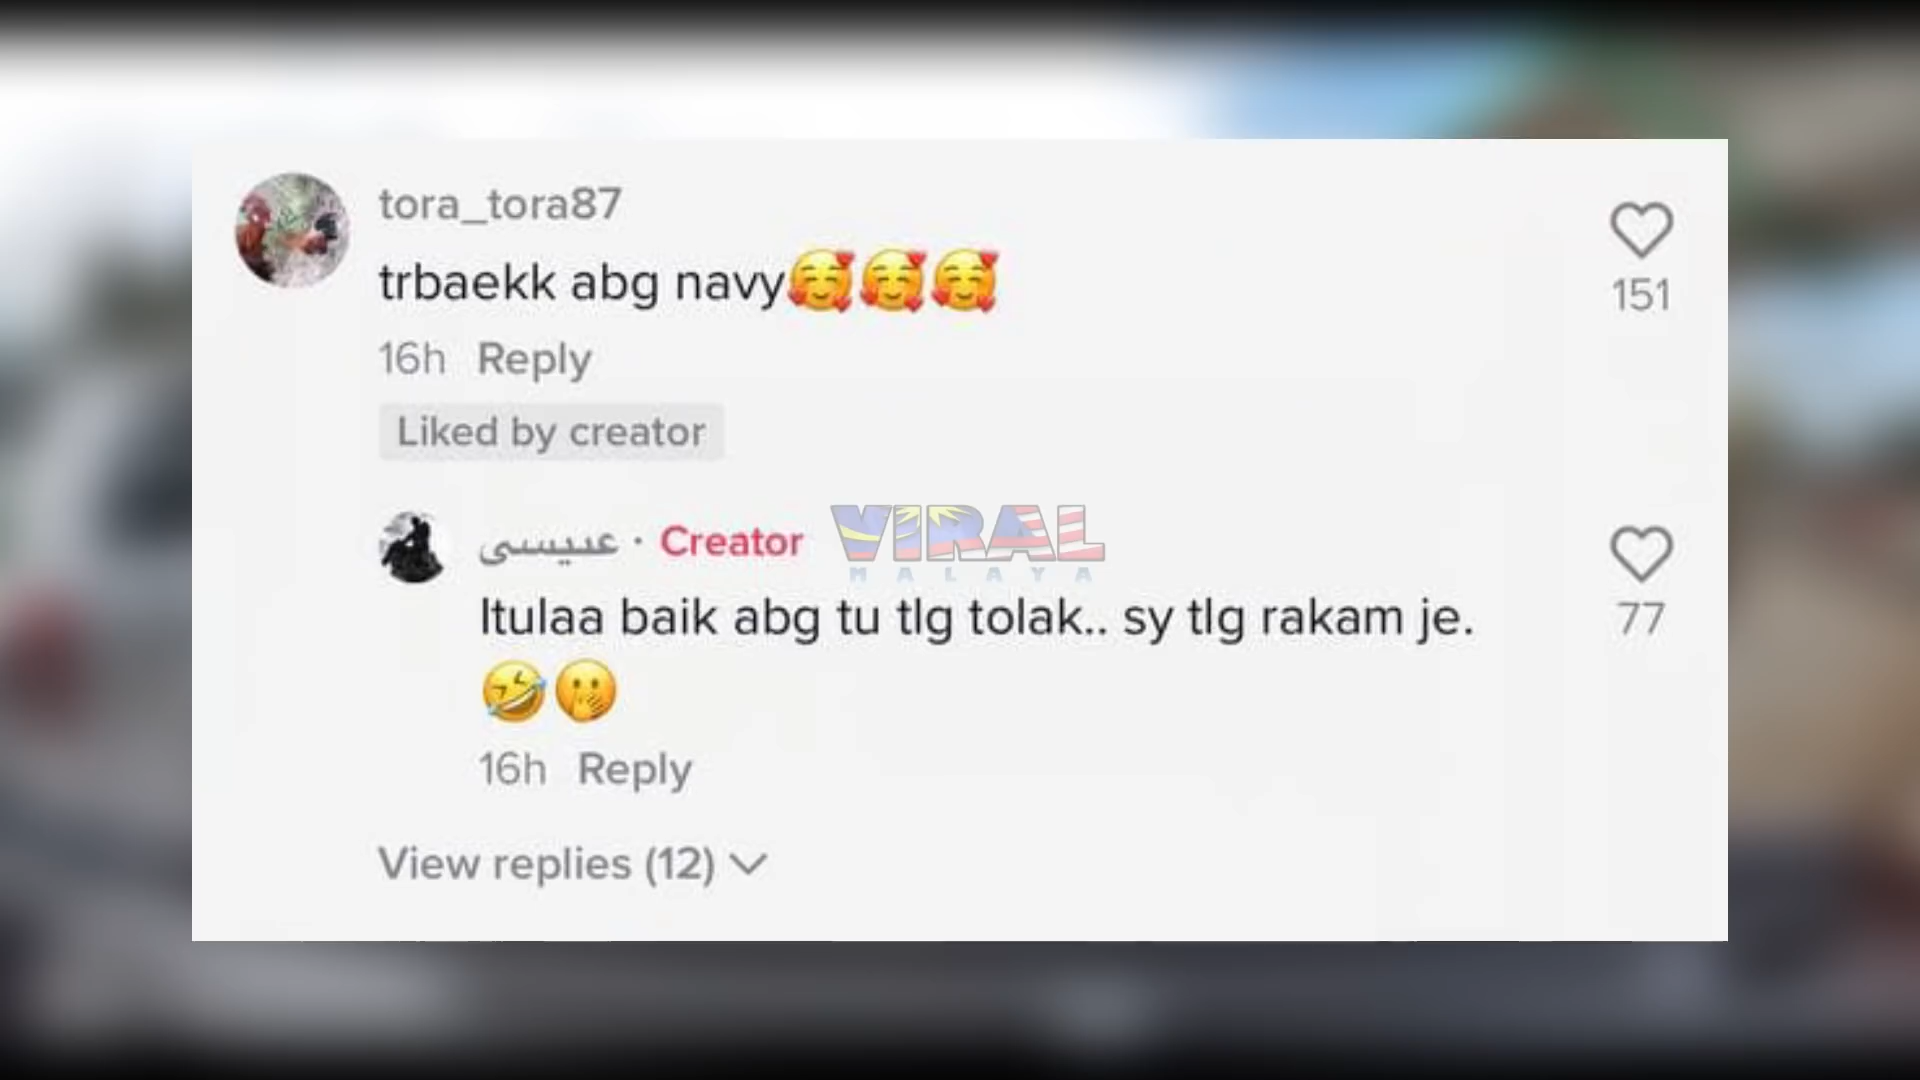 tora_tora87
trbaekk abg navy🥰🥰🥰
151
16h Reply
Liked by creator
عيسى · Creator
VIRAL
MALAYA
Itulaa baik abg tu tlg tolak.. sy tlg rakam je.
🤣🤭
77
16h Reply
View replies (12)